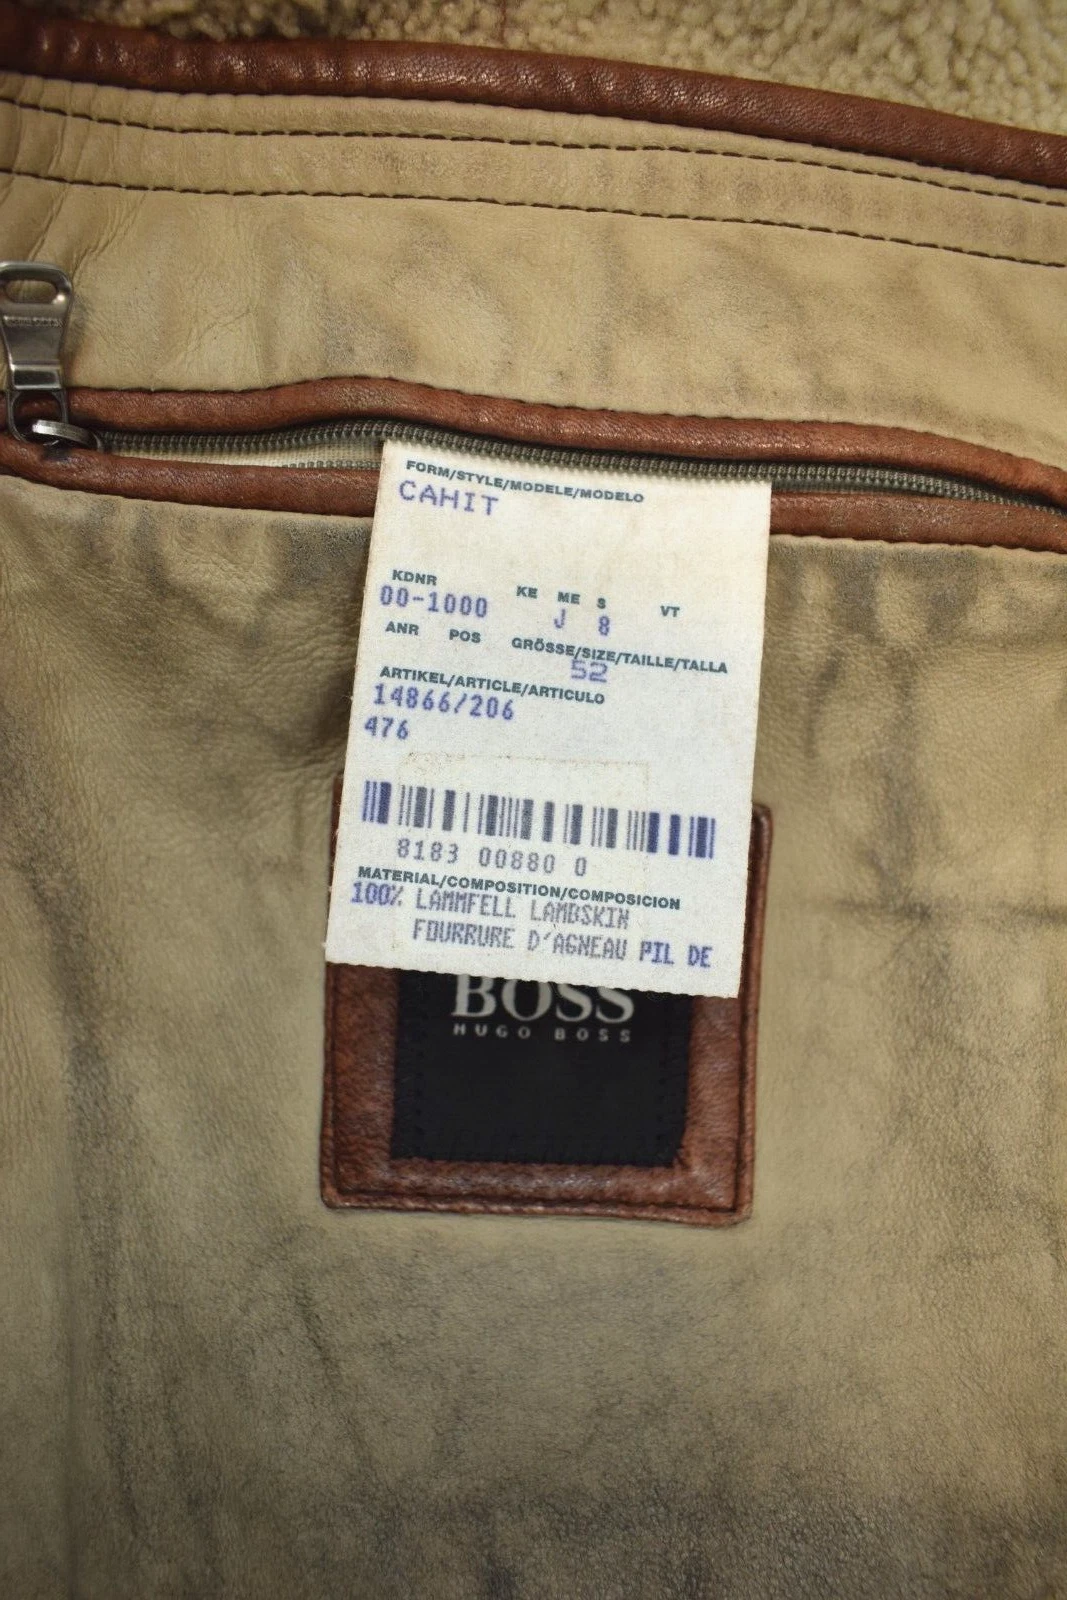 FORM/STYLE/MODELE/MODELO
CAHIT
KDNR KE ME S VT
00-1000 J 8
ANR POS GRÖSSE/SIZE/TAILLE/TALLA
52
ARTIKEL/ARTICLE/ARTICULO
14866/206
476
8183 00880 0
MATERIAL/COMPOSITION/COMPOSICION
100% LAMMFELL LAMBSKIN
FOURRURE D'AGNEAU PIL DE
BOSS
HUGO BOSS